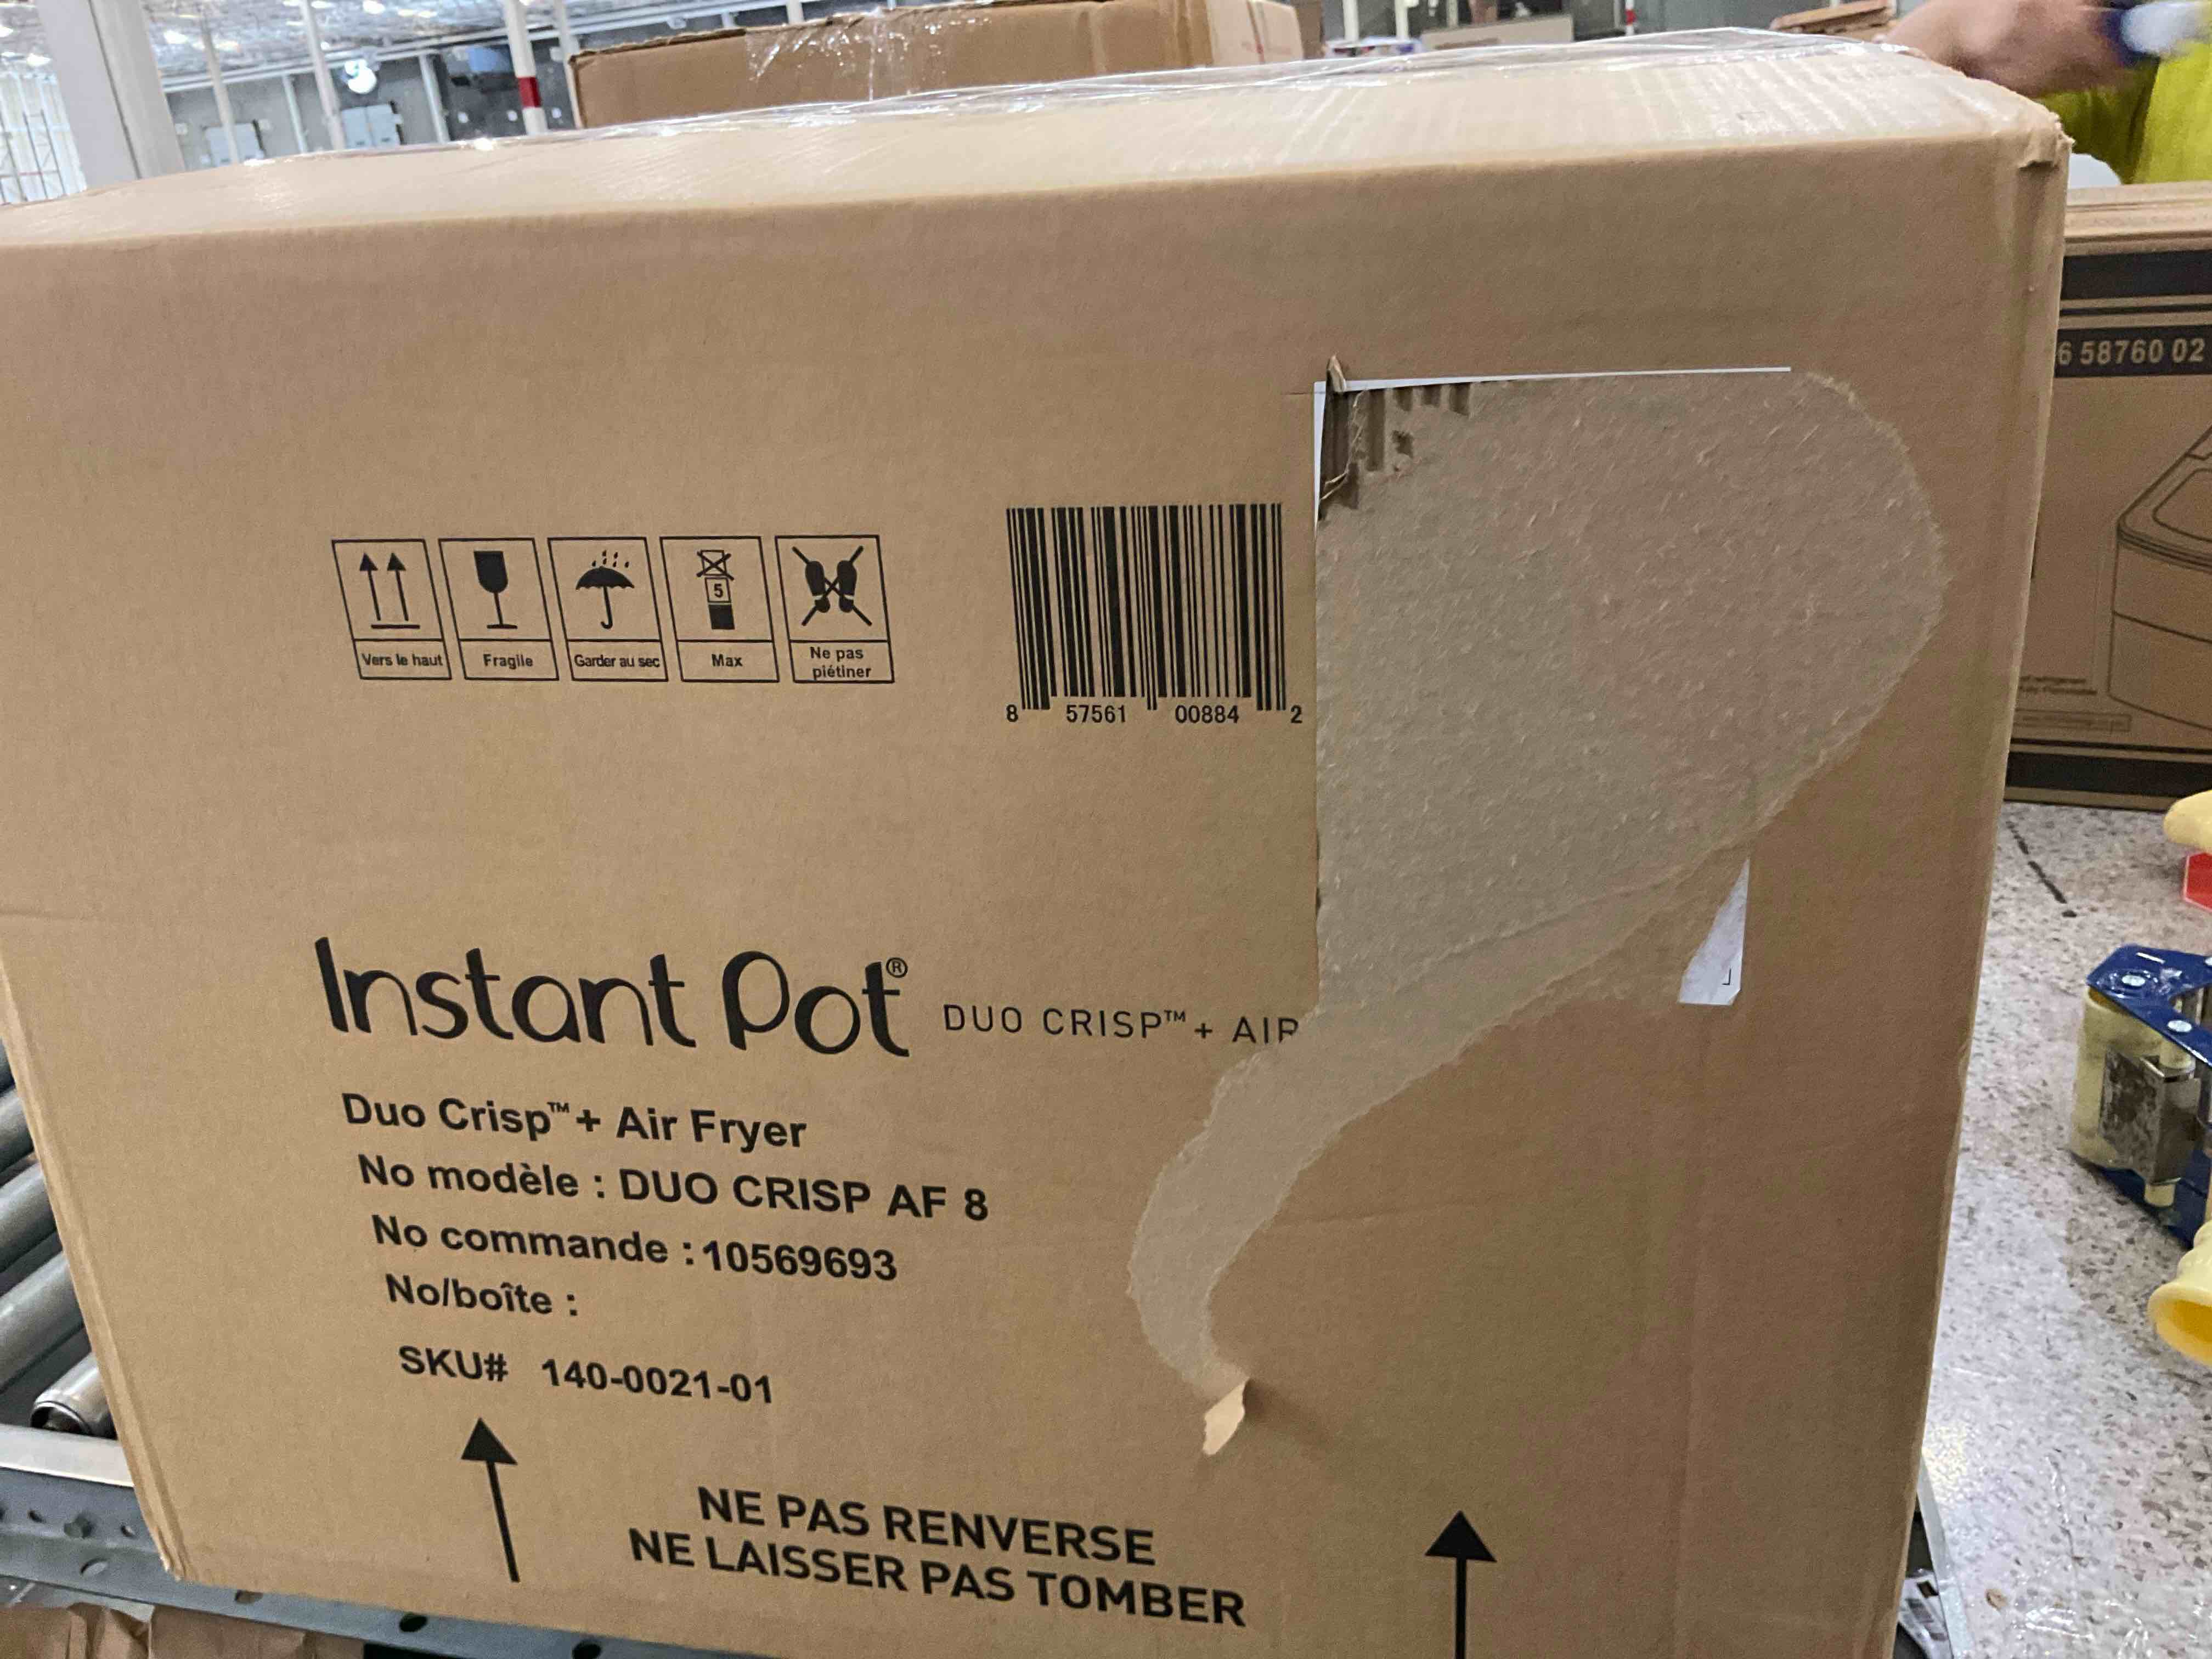 6 58760 02
5
Vers le haut
Fragile
Garder au sec
Max
Ne pas
piétiner
8 57561 00884 2
Instant Pot® DUO CRISP™ + AIR
Duo Crisp™ + Air Fryer
No modèle : DUO CRISP AF 8
No commande : 10569693
No/boîte :
SKU# 140-0021-01
NE PAS RENVERSE
NE LAISSER PAS TOMBER